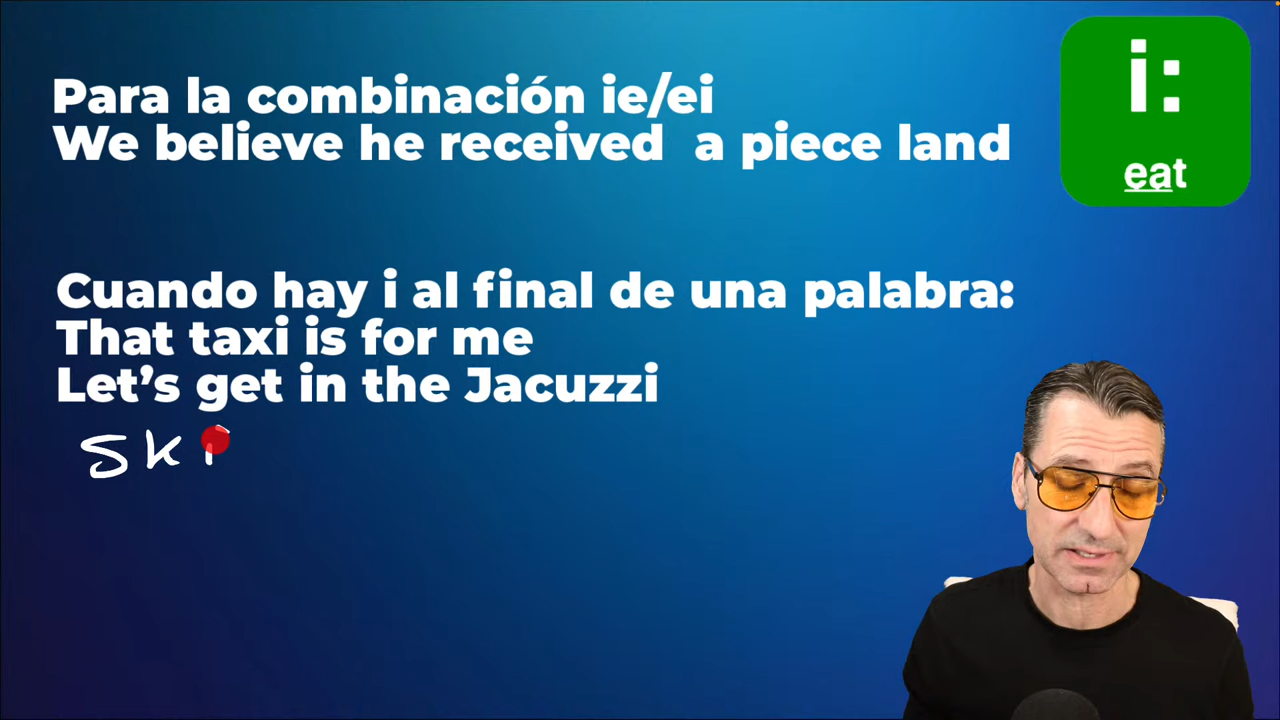 Para la combinación ie/ei
We believe he received a piece land
i:
eat
Cuando hay i al final de una palabra:
That taxi is for me
Let’s get in the Jacuzzi
SKi